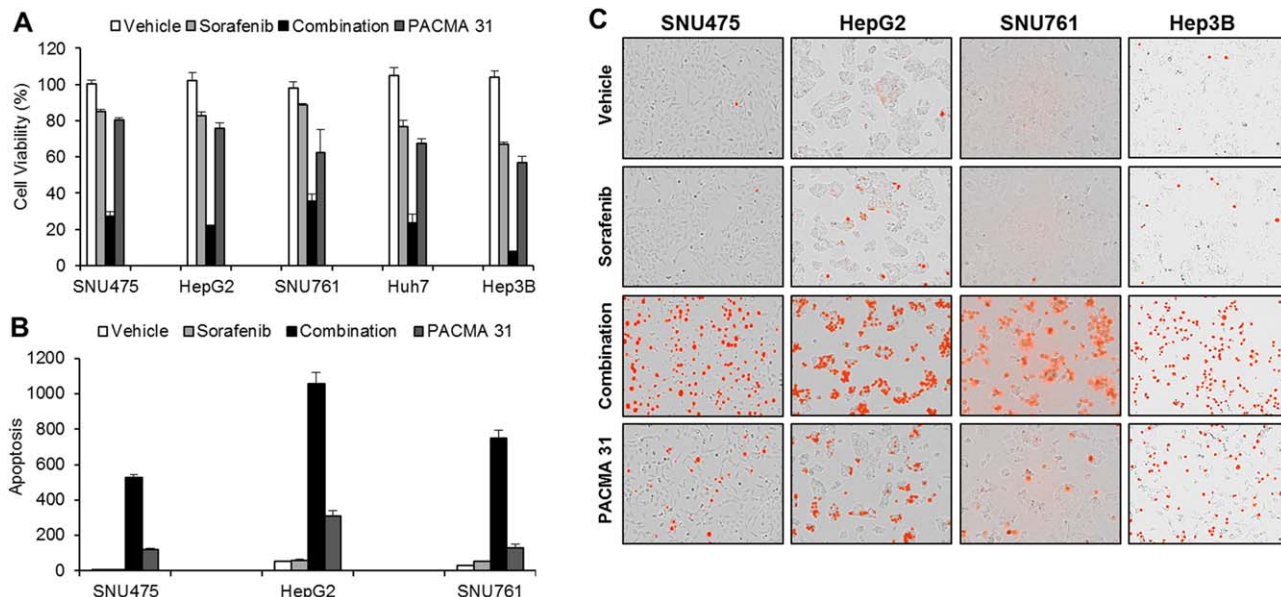 A
Vehicle Sorafenib Combination PACMA 31
Cell Viability (%)
120
100
80
60
40
20
0
SNU475 HepG2 SNU761 Huh7 Hep3B
B
Vehicle Sorafenib Combination PACMA 31
Apoptosis
1200
1000
800
600
400
200
0
SNU475 HepG2 SNU761
C
SNU475 HepG2 SNU761 Hep3B
Vehicle
Sorafenib
Combination
PACMA 31